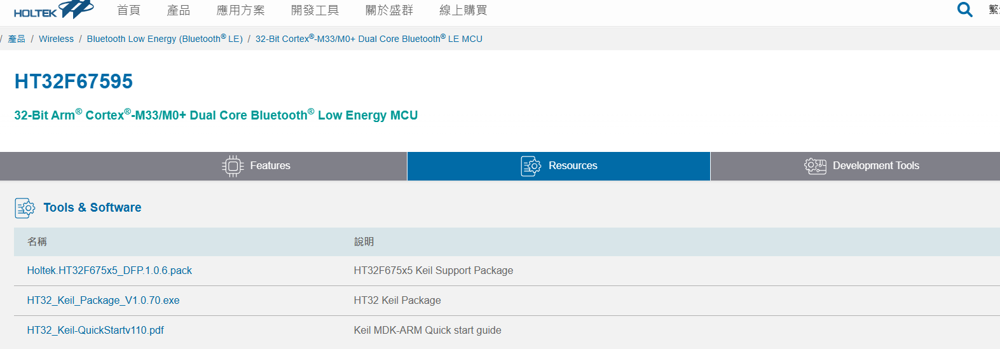 HOLTEK 首頁 產品 應用方案 開發工具 關於盛群 線上購買
/ 產品 / Wireless / Bluetooth Low Energy (Bluetooth® LE) / 32-Bit Cortex®-M33/M0+ Dual Core Bluetooth® LE MCU
HT32F67595
32-Bit Arm® Cortex®-M33/M0+ Dual Core Bluetooth® Low Energy MCU
Features Resources Development Tools
Tools & Software
名稱 說明
Holtek.HT32F675x5_DFP.1.0.6.pack HT32F675x5 Keil Support Package
HT32_Keil_Package_V1.0.70.exe HT32 Keil Package
HT32_Keil-QuickStartv110.pdf Keil MDK-ARM Quick start guide